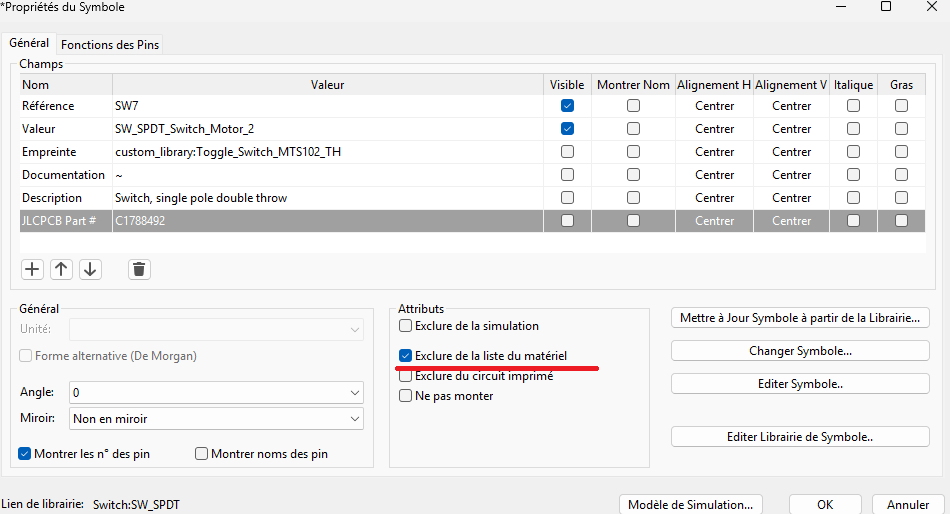 *Propriétés du Symbole
Général Fonctions des Pins
Champs
Nom Valeur Visible Montrer Nom Alignement H Alignement V Italique Gras
Référence SW7 Centrer Centrer
Valeur SW_SPDT_Switch_Motor_2 Centrer Centrer
Empreinte custom_library:Toggle_Switch_MTS102_TH Centrer Centrer
Documentation ~ Centrer Centrer
Description Switch, single pole double throw Centrer Centrer
JLCPCB Part # C1788492 Centrer Centrer
Général
Unité:
Forme alternative (De Morgan)
Angle: 0
Miroir: Non en miroir
Montrer les n° des pin Montrer noms des pin
Attributs
Exclure de la simulation
Exclure de la liste du matériel
Exclure du circuit imprimé
Ne pas monter
Mettre à Jour Symbole à partir de la Librairie...
Changer Symbole...
Editer Symbole..
Editer Librairie de Symbole..
Lien de librairie: Switch:SW_SPDT
Modèle de Simulation... OK Annuler